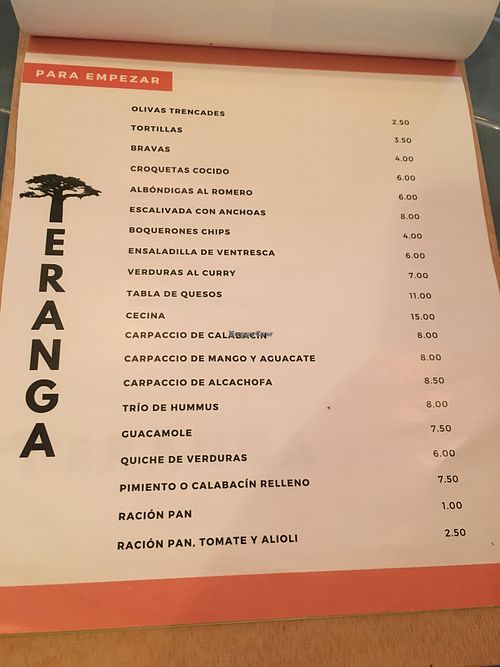 PARA EMPEZAR
OLIVAS TRENCADES 2.50
TORTILLAS 3.50
BRAVAS 4.00
CROQUETAS COCIDO 6.00
ALBÓNDIGAS AL ROMERO 6.00
ESCALIVADA CON ANCHOAS 8.00
BOQUERONES CHIPS 4.00
ENSALADILLA DE VENTRESCA 6.00
VERDURAS AL CURRY 7.00
TABLA DE QUESOS 11.00
CECINA 15.00
CARPACCIO DE CALABACÍN 8.00
CARPACCIO DE MANGO Y AGUACATE 8.00
CARPACCIO DE ALCACHOFA 8.50
TRÍO DE HUMMUS 8.00
GUACAMOLE 7.50
QUICHE DE VERDURAS 6.00
PIMIENTO O CALABACÍN RELLENO 7.50
RACIÓN PAN 1.00
RACIÓN PAN, TOMATE Y ALIOLI 2.50
TERANGA